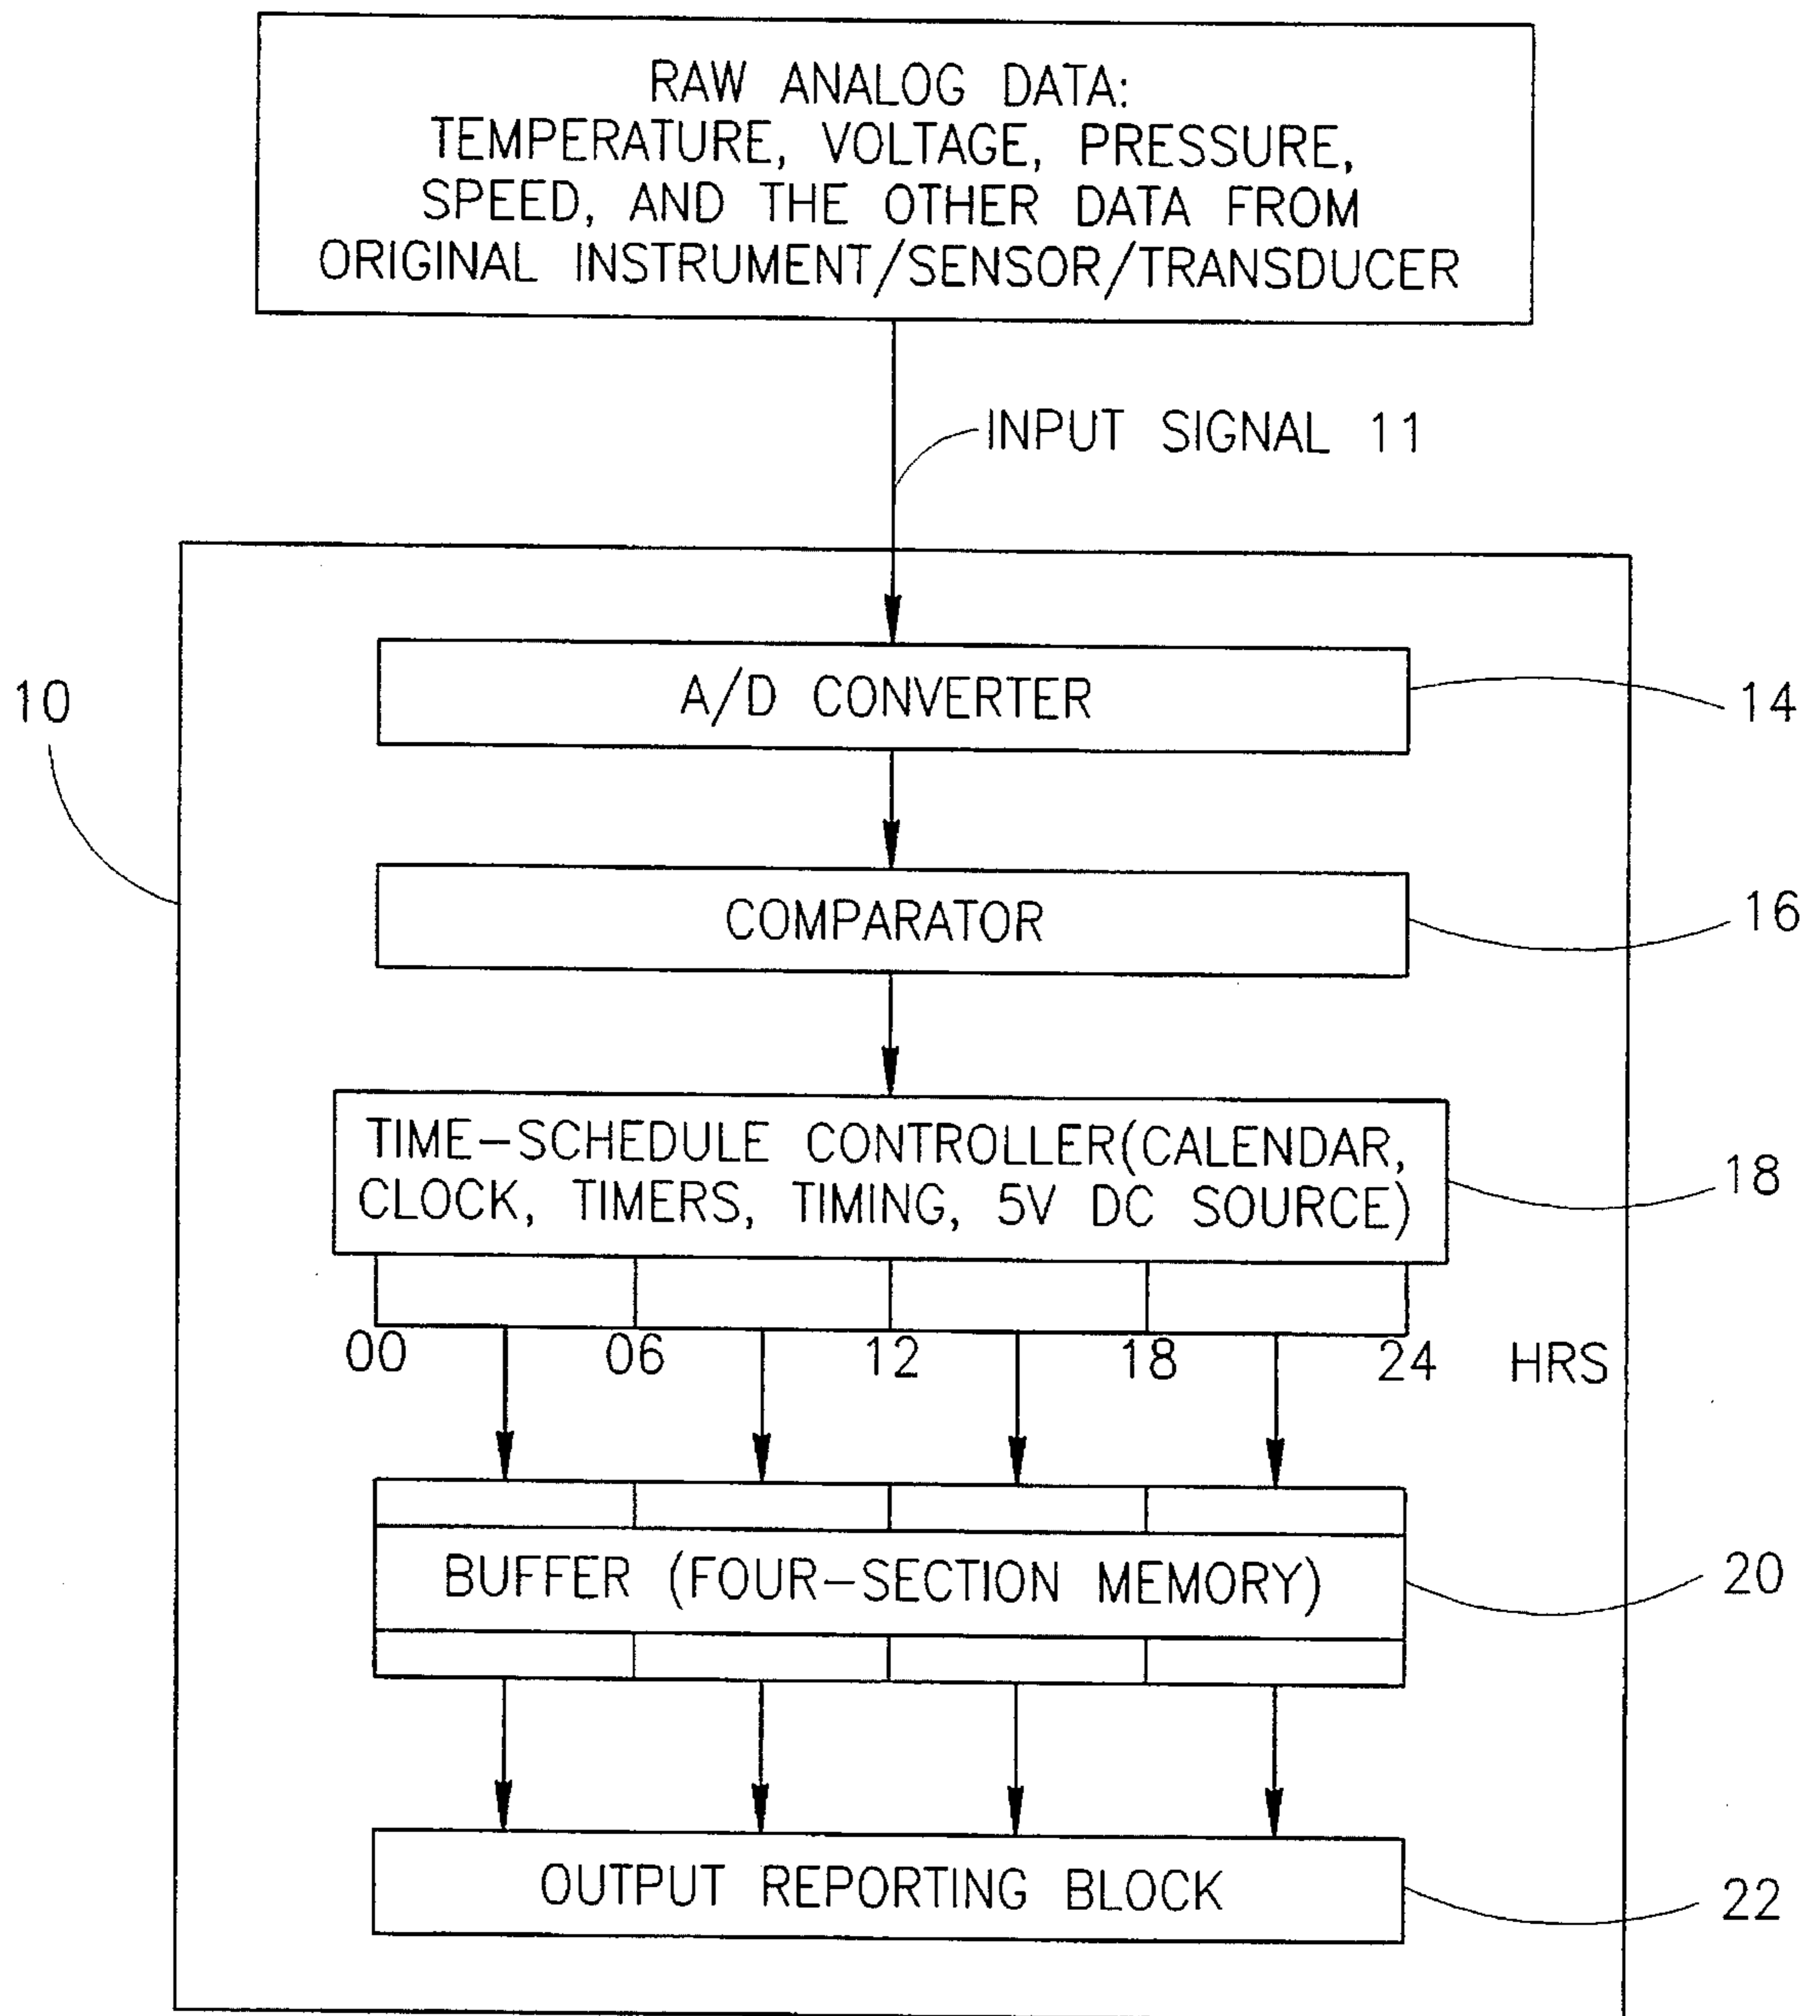 RAW ANALOG DATA:
TEMPERATURE, VOLTAGE, PRESSURE,
SPEED, AND THE OTHER DATA FROM
ORIGINAL INSTRUMENT/SENSOR/TRANSDUCER
INPUT SIGNAL 11
10
A/D CONVERTER
14
COMPARATOR
16
TIME-SCHEDULE CONTROLLER(CALENDAR,
CLOCK, TIMERS, TIMING, 5V DC SOURCE)
18
00 06 12 18 24 HRS
BUFFER (FOUR-SECTION MEMORY)
20
OUTPUT REPORTING BLOCK
22